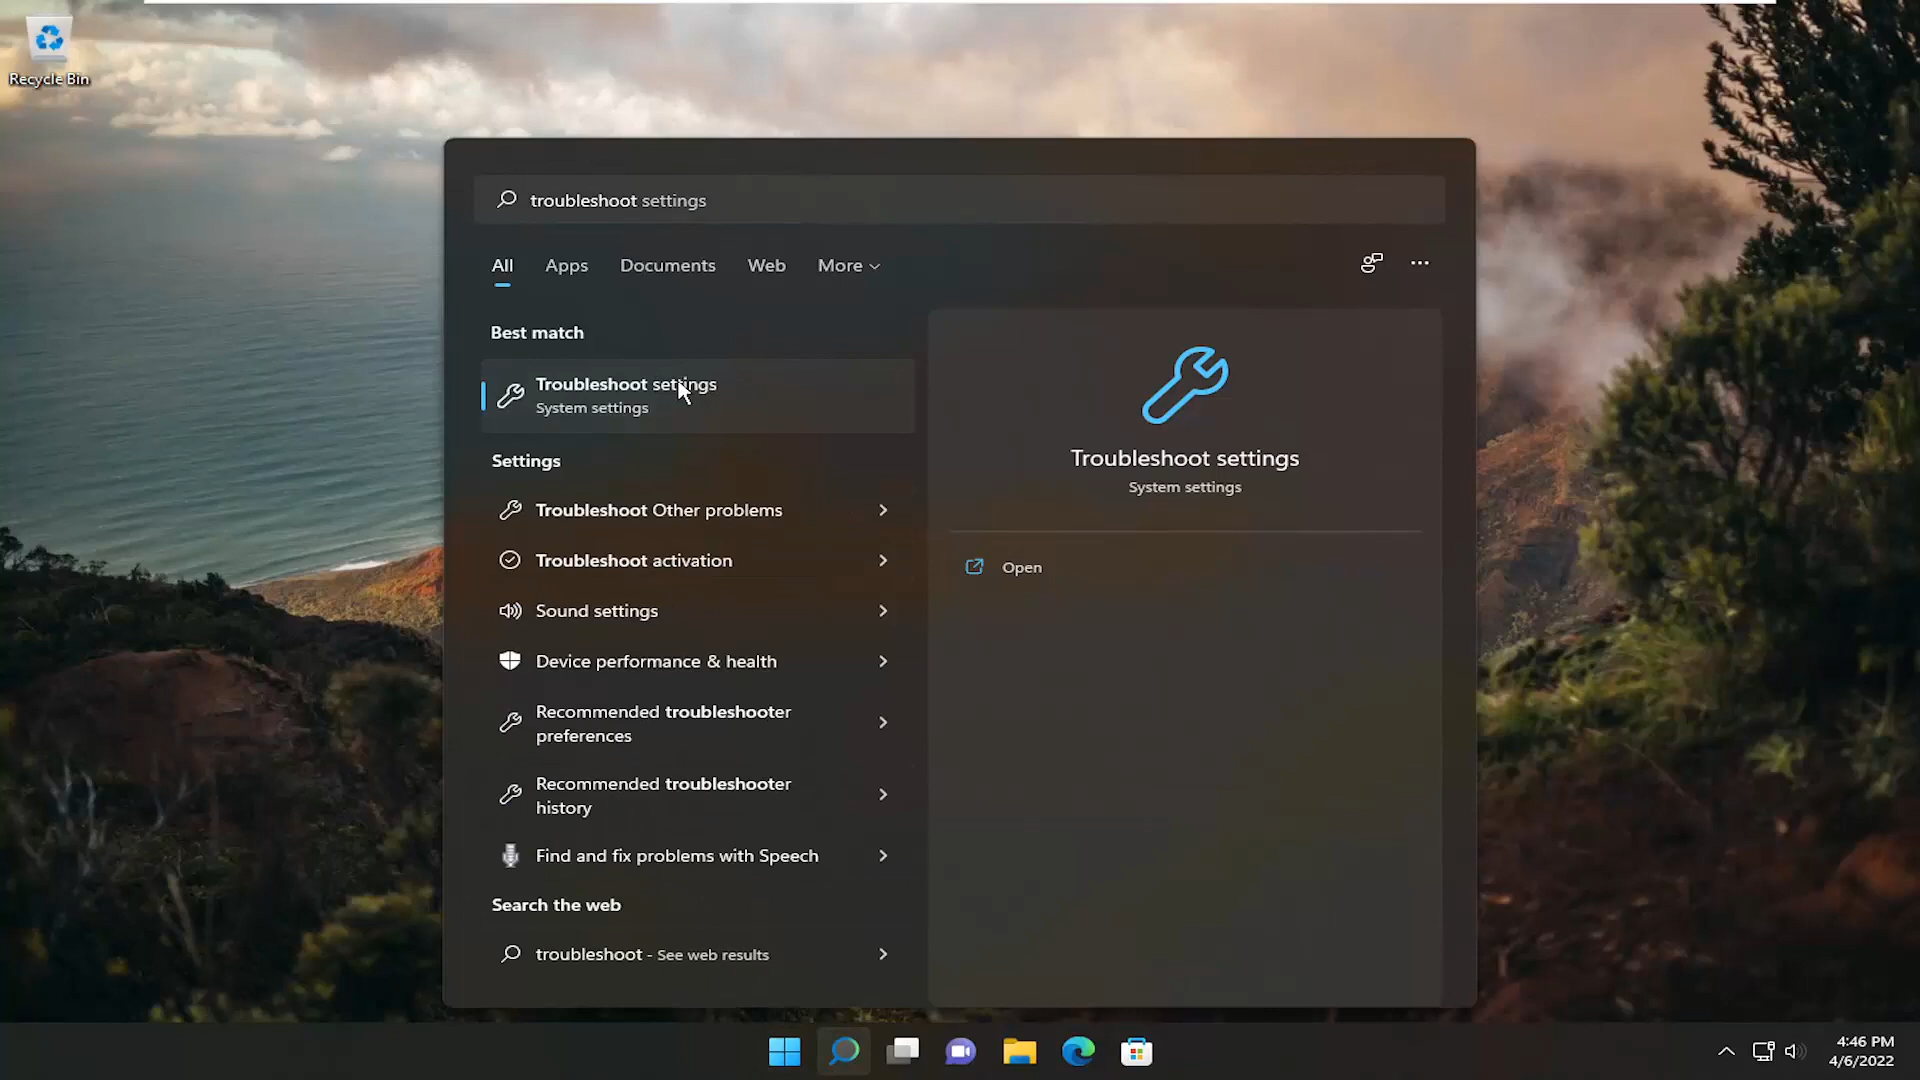 Recycle Bin
troubleshoot settings
All Apps Documents Web More
Best match
Troubleshoot settings
System settings
Settings
Troubleshoot Other problems
Troubleshoot activation
Sound settings
Device performance & health
Recommended troubleshooter
preferences
Recommended troubleshooter
history
Find and fix problems with Speech
Search the web
troubleshoot - See web results
Troubleshoot settings
System settings
Open
4:46 PM
4/6/2022